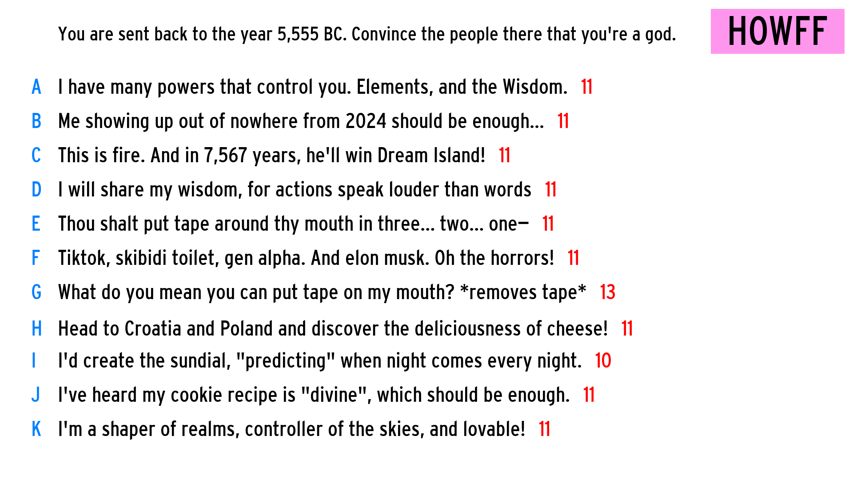 You are sent back to the year 5,555 BC. Convince the people there that you're a god.
HOWFF
A I have many powers that control you. Elements, and the Wisdom. 11
B Me showing up out of nowhere from 2024 should be enough... 11
C This is fire. And in 7,567 years, he'll win Dream Island! 11
D I will share my wisdom, for actions speak louder than words 11
E Thou shalt put tape around thy mouth in three... two... one– 11
F Tiktok, skibidi toilet, gen alpha. And elon musk. Oh the horrors! 11
G What do you mean you can put tape on my mouth? *removes tape* 13
H Head to Croatia and Poland and discover the deliciousness of cheese! 11
I I'd create the sundial, "predicting" when night comes every night. 10
J I've heard my cookie recipe is "divine", which should be enough. 11
K I'm a shaper of realms, controller of the skies, and lovable! 11